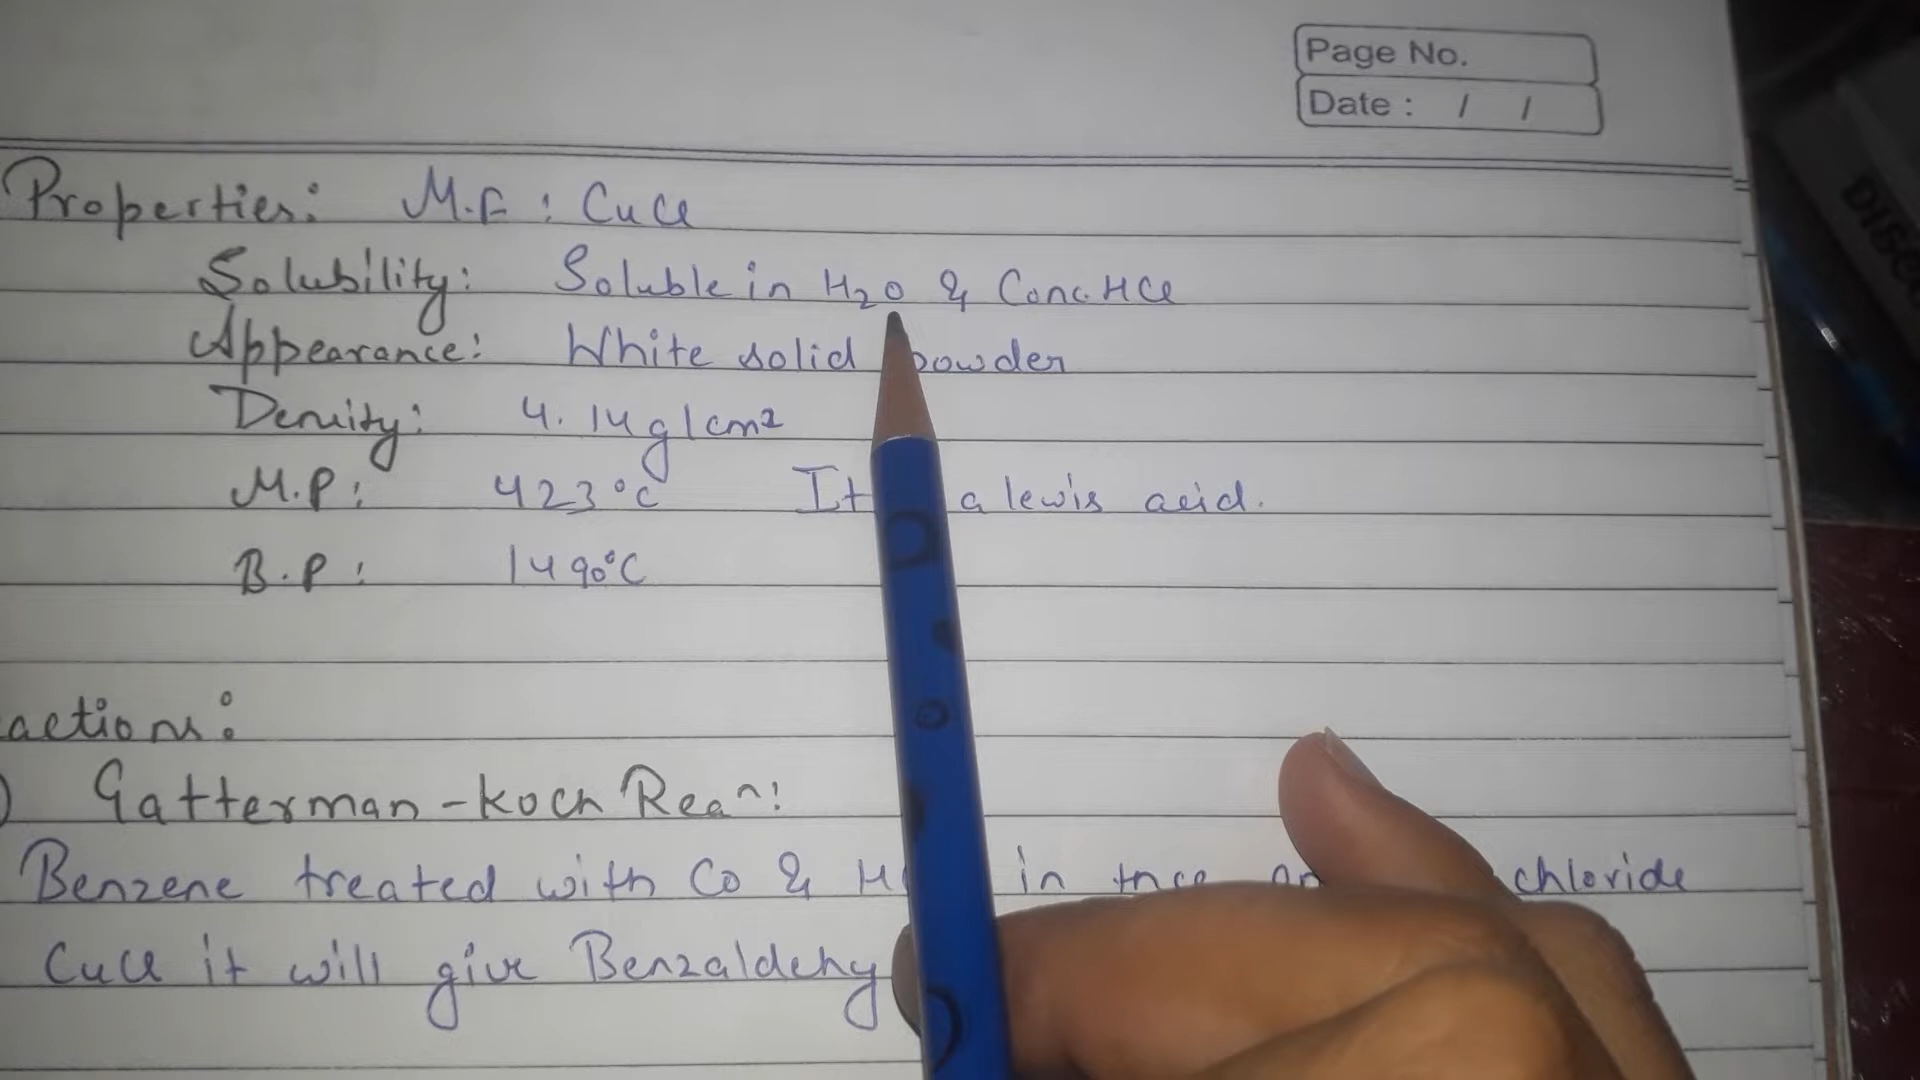 Page No.
Date : / /
Properties: M.F : CuCl
Solubility: Soluble in H2O & Conc. HCl
Appearance: White solid powder
Density: 4.14 g/cm²
M.P: 423°C It a lewis acid.
B.P: 1490°C
actions:
Gatterman-Koch Rea^n:
Benzene treated with CO & in chloride
CuCl it will give Benzaldehy